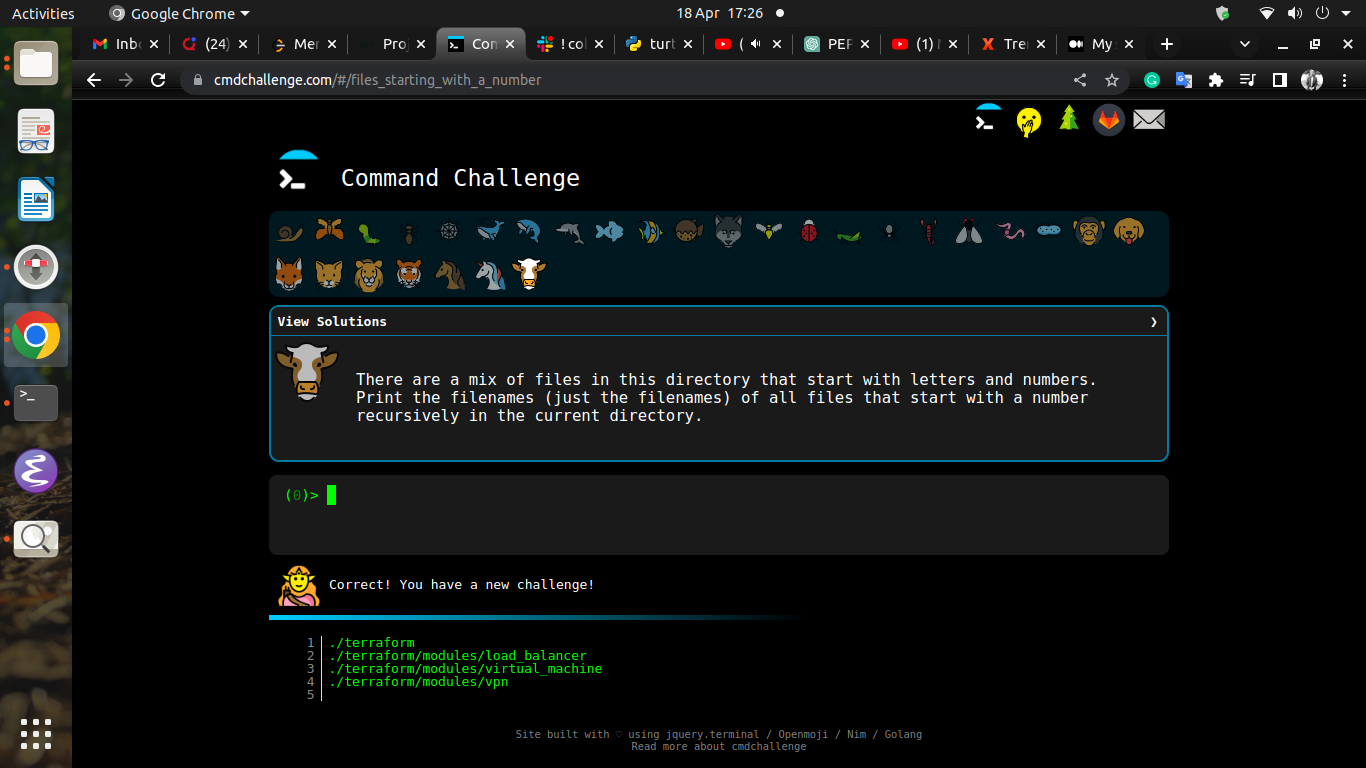 Activities
Google Chrome
18 Apr 17:26
Inb
(24)
Mer
Proj
Con
! col
turt
(
PEP
(1)
Tre
My
cmdchallenge.com/#/files_starting_with_a_number
Command Challenge
View Solutions
There are a mix of files in this directory that start with letters and numbers.
Print the filenames (just the filenames) of all files that start with a number
recursively in the current directory.
(0)>
Correct! You have a new challenge!
1 ./terraform
2 ./terraform/modules/load_balancer
3 ./terraform/modules/virtual_machine
4 ./terraform/modules/vpn
5
Site built with ♡ using jquery.terminal / Openmoji / Nim / Golang
Read more about cmdchallenge